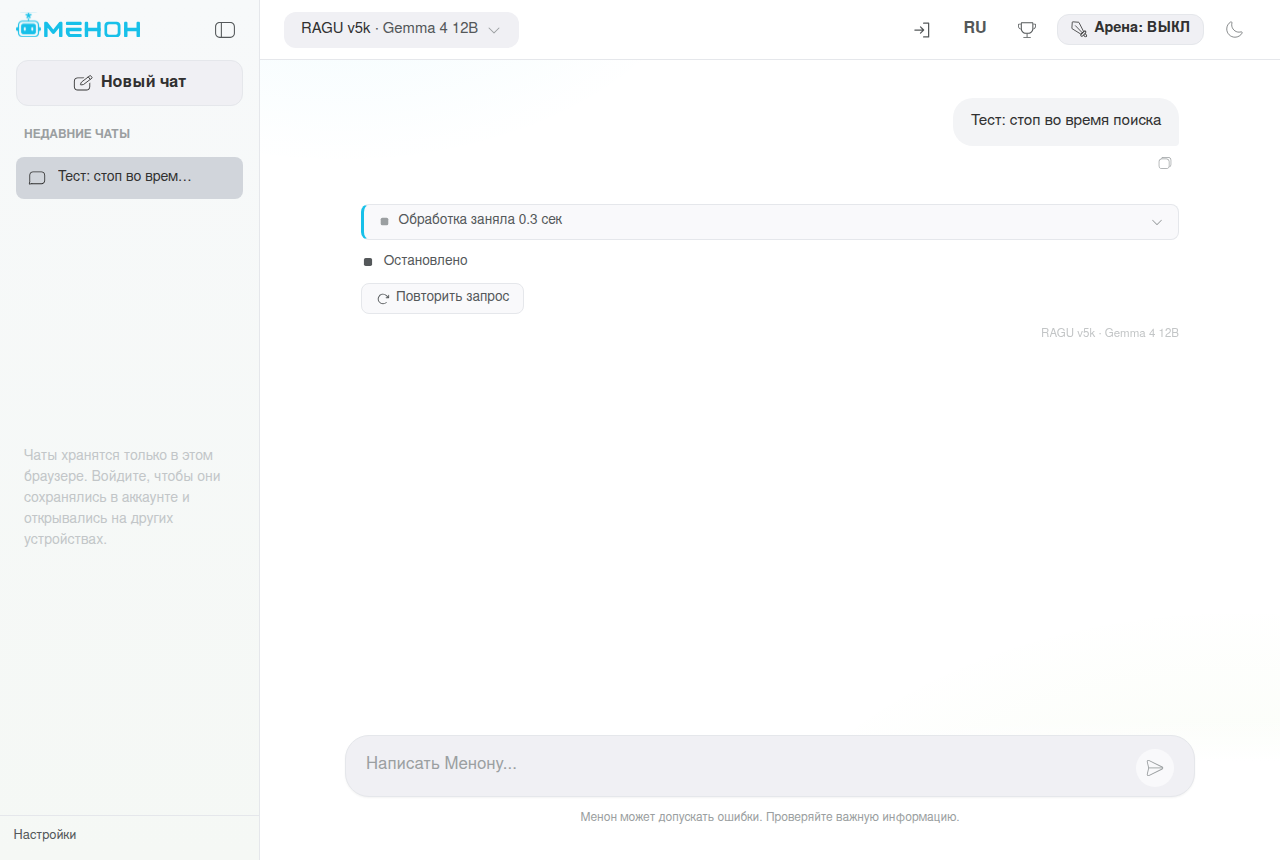 МЕНОН
Новый чат
НЕДАВНИЕ ЧАТЫ
Тест: стоп во врем…
Чаты хранятся только в этом
браузере. Войдите, чтобы они
сохранялись в аккаунте и
открывались на других
устройствах.
Настройки
RAGU v5k · Gemma 4 12B
RU
Арена: ВЫКЛ
Тест: стоп во время поиска
Обработка заняла 0.3 сек
Остановлено
Повторить запрос
RAGU v5k · Gemma 4 12B
Написать Менону...
Менон может допускать ошибки. Проверяйте важную информацию.